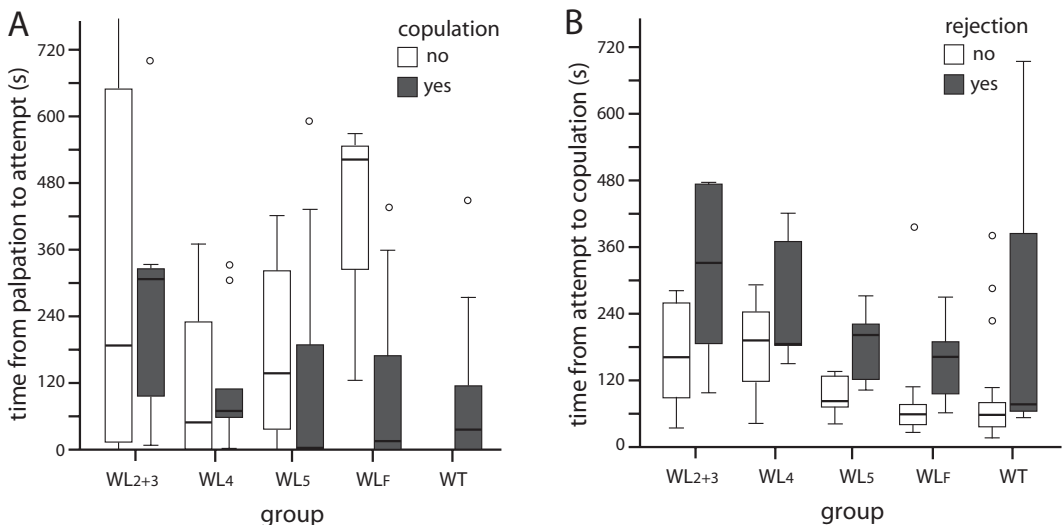 A
copulation
no
yes
time from palpation to attempt (s)
720
600
480
360
240
120
0
WL2+3
WL4
WL5
WLF
WT
group
B
rejection
no
yes
time from attempt to copulation (s)
720
600
480
360
240
120
0
WL2+3
WL4
WL5
WLF
WT
group